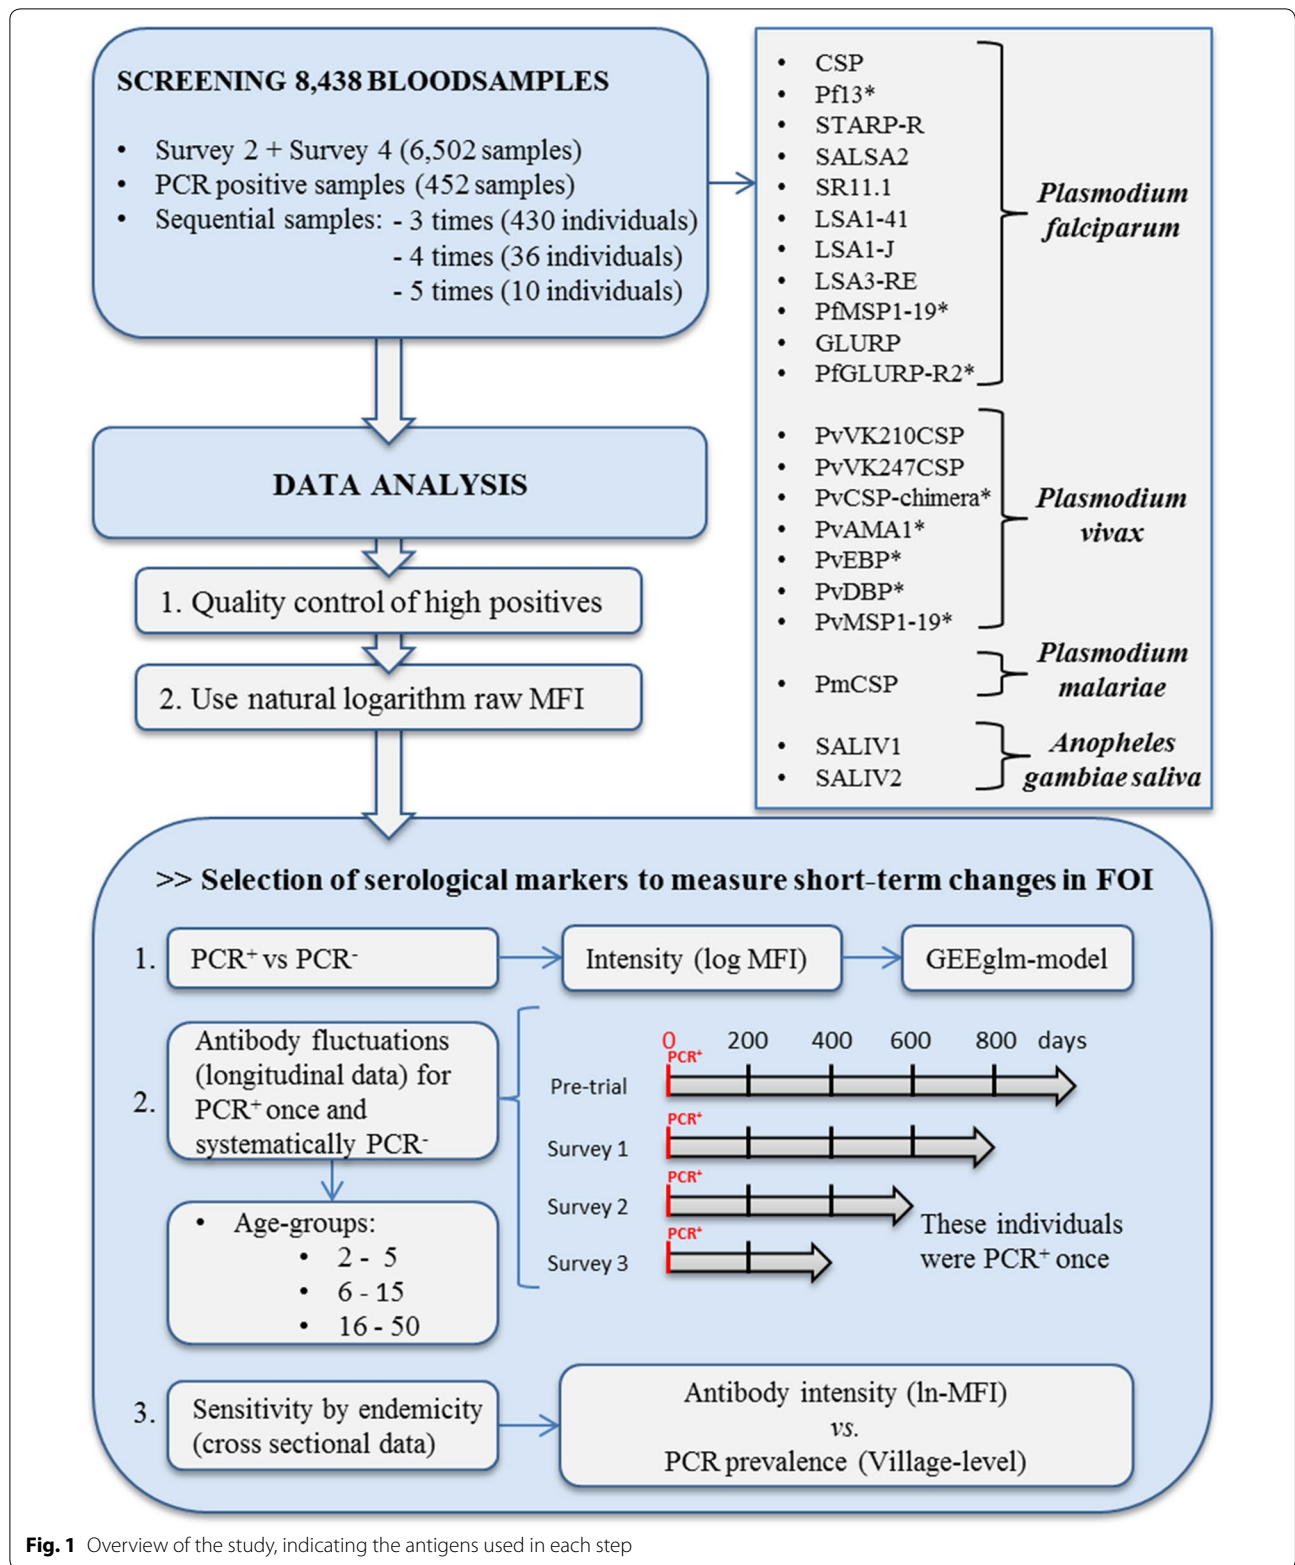 SCREENING 8,438 BLOODSAMPLES
• Survey 2 + Survey 4 (6,502 samples)
• PCR positive samples (452 samples)
• Sequential samples: - 3 times (430 individuals)
- 4 times (36 individuals)
- 5 times (10 individuals)
• CSP
• Pf13*
• STARP-R
• SALSA2
• SR11.1
• LSA1-41
• LSA1-J
• LSA3-RE
• PfMSP1-19*
• GLURP
• PfGLURP-R2*
Plasmodium
falciparum
• PvVK210CSP
• PvVK247CSP
• PvCSP-chimera*
• PvAMA1*
• PvEBP*
• PvDBP*
• PvMSP1-19*
Plasmodium
vivax
• PmCSP
Plasmodium
malariae
• SALIV1
• SALIV2
Anopheles
gambiae saliva
DATA ANALYSIS
1. Quality control of high positives
2. Use natural logarithm raw MFI
>> Selection of serological markers to measure short-term changes in FOI
1. PCR+ vs PCR-
Intensity (log MFI)
GEEglm-model
2. Antibody fluctuations
(longitudinal data) for
PCR+ once and
systematically PCR-
• Age-groups:
• 2 - 5
• 6 - 15
• 16 - 50
0 200 400 600 800 days
PCR+
Pre-trial
PCR+
Survey 1
PCR+
Survey 2
PCR+
Survey 3
These individuals
were PCR+ once
3. Sensitivity by endemicity
(cross sectional data)
Antibody intensity (ln-MFI)
vs.
PCR prevalence (Village-level)
Fig. 1 Overview of the study, indicating the antigens used in each step